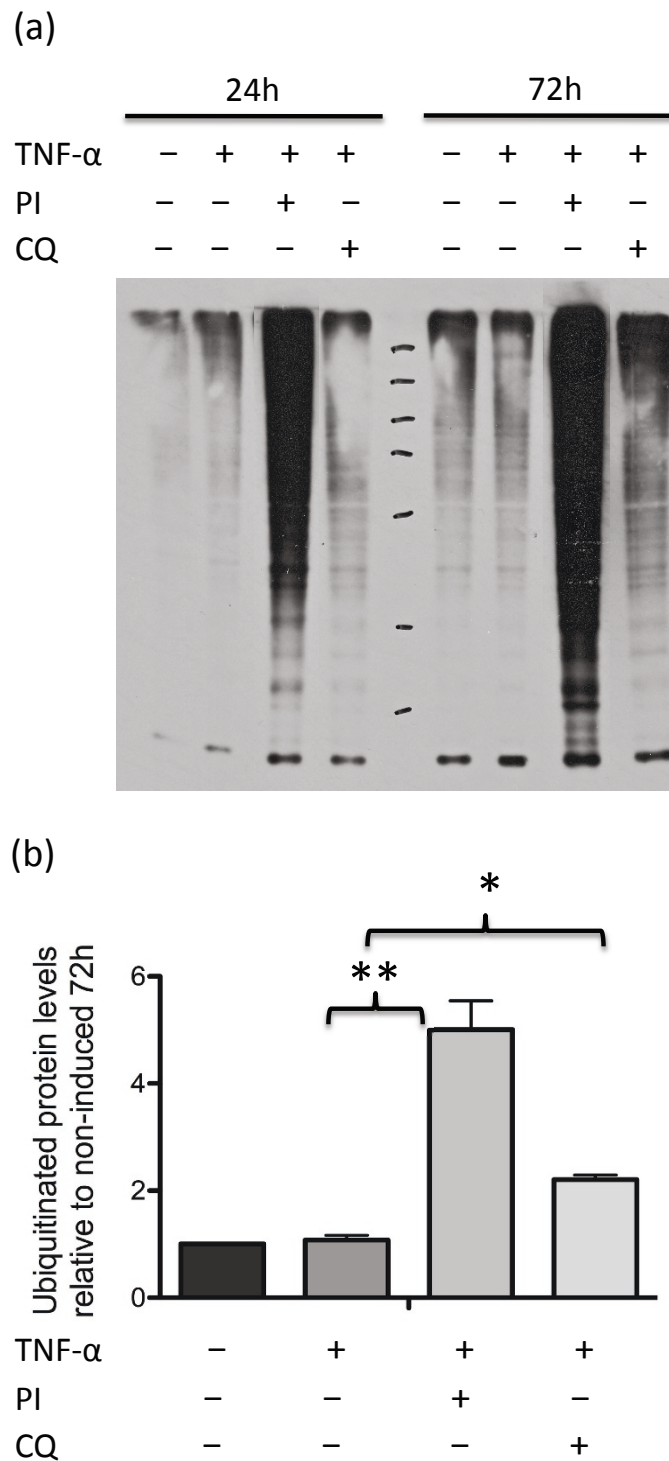 (a)
24h 72h
TNF-α – + + + – + + +
PI – – + – – – + –
CQ – – – + – – – +
(b)
*
**
Ubiquitinated protein levels
relative to non-induced 72h
6
4
2
0
TNF-α – + + +
PI – – + –
CQ – – – +